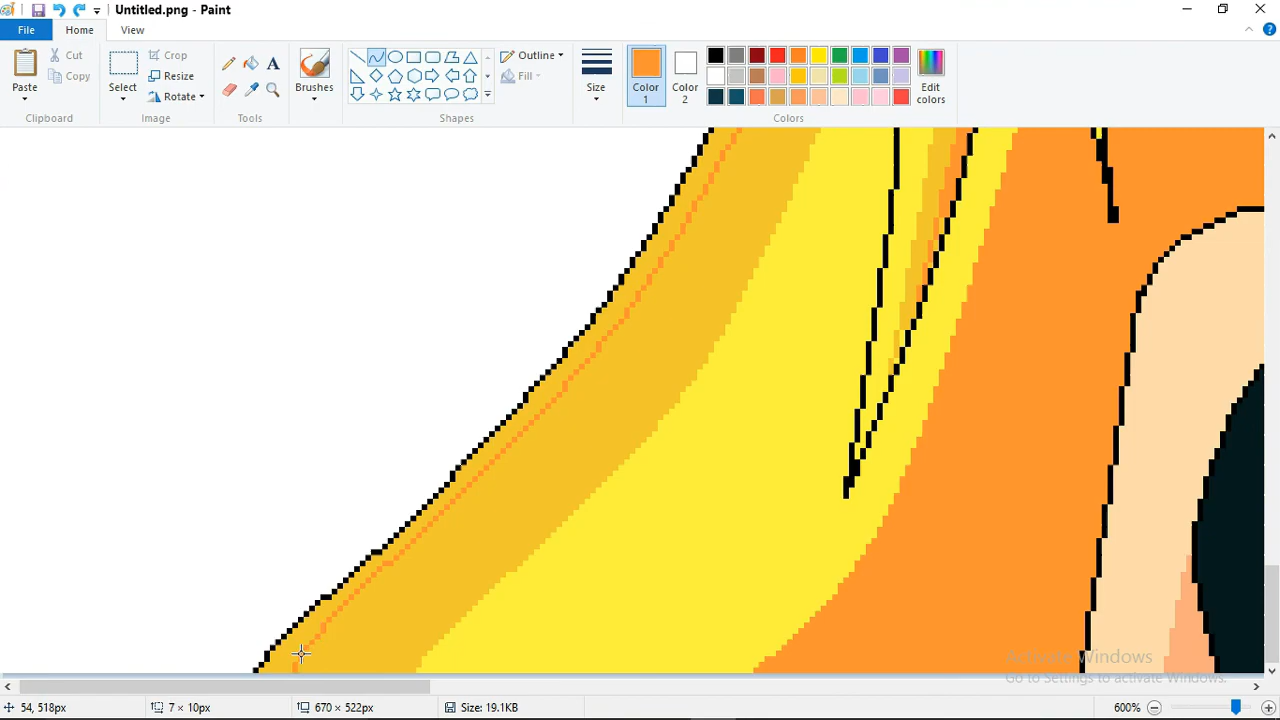 Untitled.png - Paint
File Home View
Paste
Cut
Copy
Clipboard
Select
Crop
Resize
Rotate
Image
A
Tools
Brushes
Outline
Fill
Shapes
Size
Color 1
Color 2
Edit colors
Colors
Activate Windows
Go to Settings to activate Windows.
54, 518px
7 × 10px
670 × 522px
Size: 19.1KB
600%